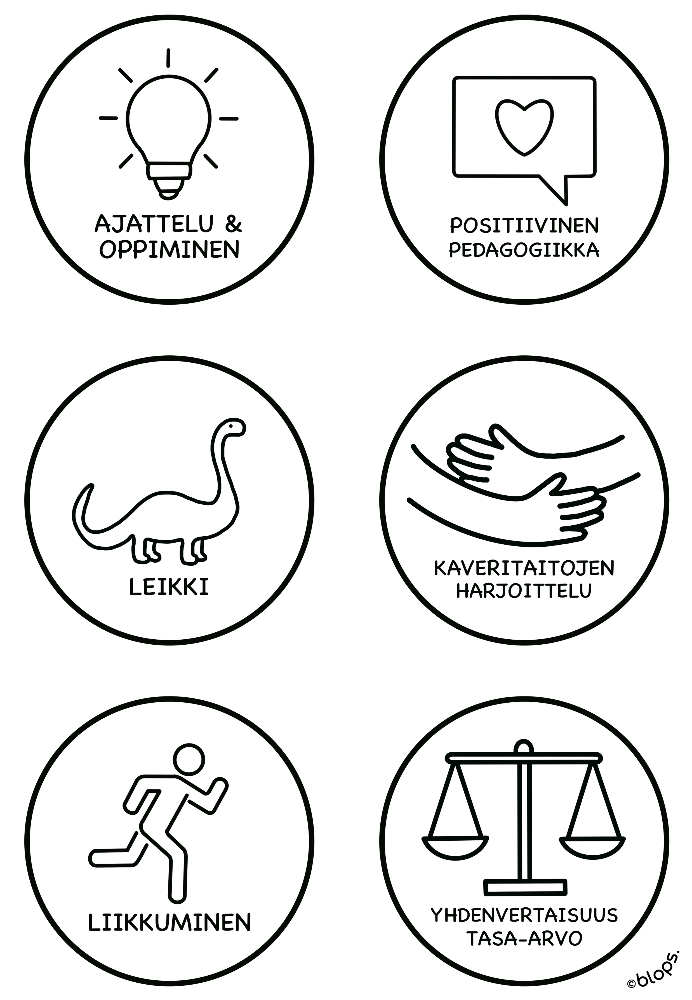 AJATTELU &
OPPIMINEN
POSITIIVINEN
PEDAGOGIIKKA
LEIKKI
KAVERITAITOJEN
HARJOITTELU
LIIKKUMINEN
YHDENVERTAISUUS
TASA-ARVO
©blops.